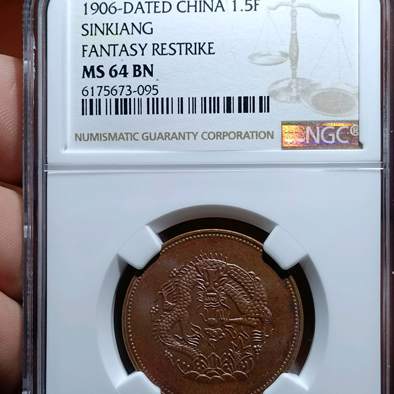 1906-DATED CHINA 1.5F
SINKIANG
FANTASY RESTRIKE
MS 64 BN
6175673-095
NUMISMATIC GUARANTY CORPORATION
NGC®